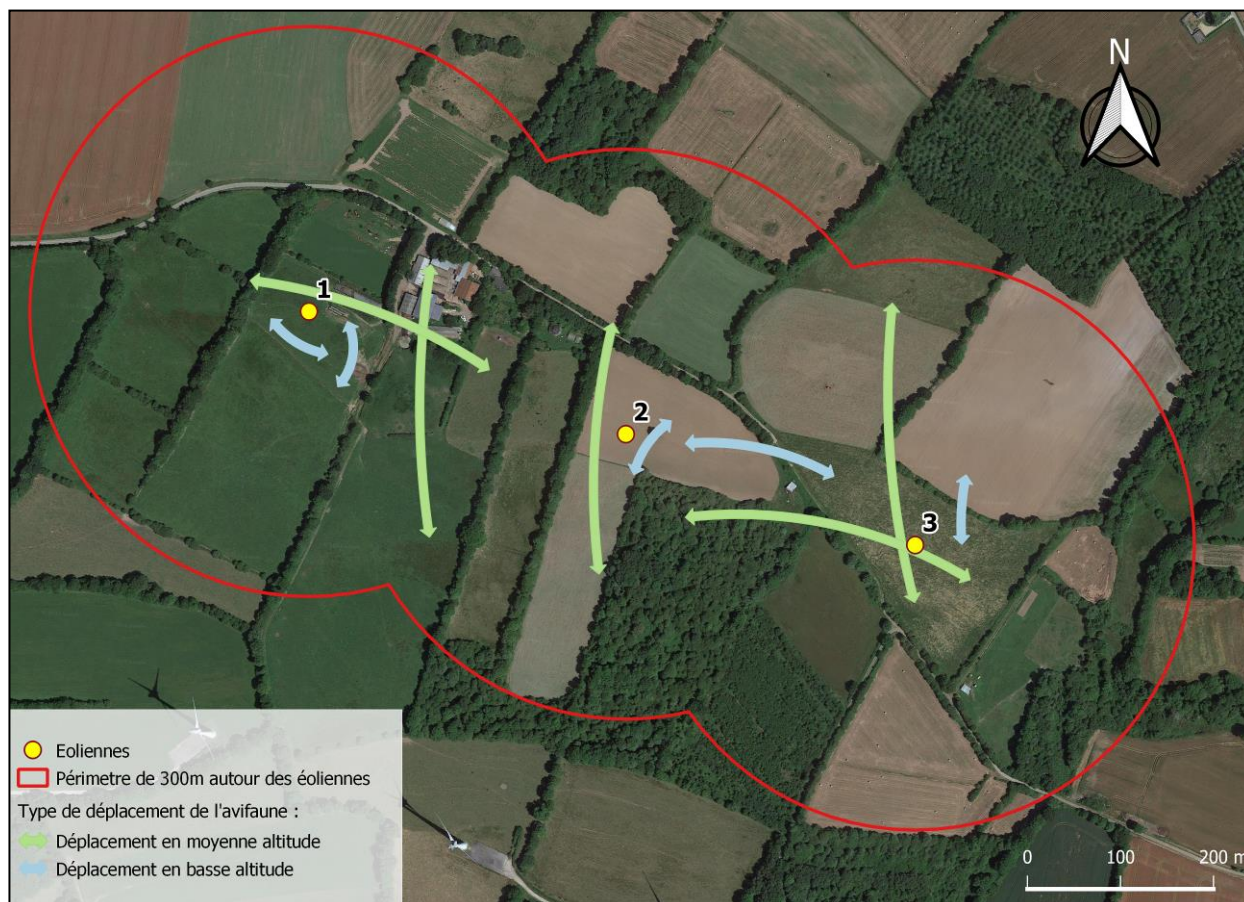 N
1
2
3
Eoliennes
Périmetre de 300m autour des éoliennes
Type de déplacement de l'avifaune :
Déplacement en moyenne altitude
Déplacement en basse altitude
0 100 200 m